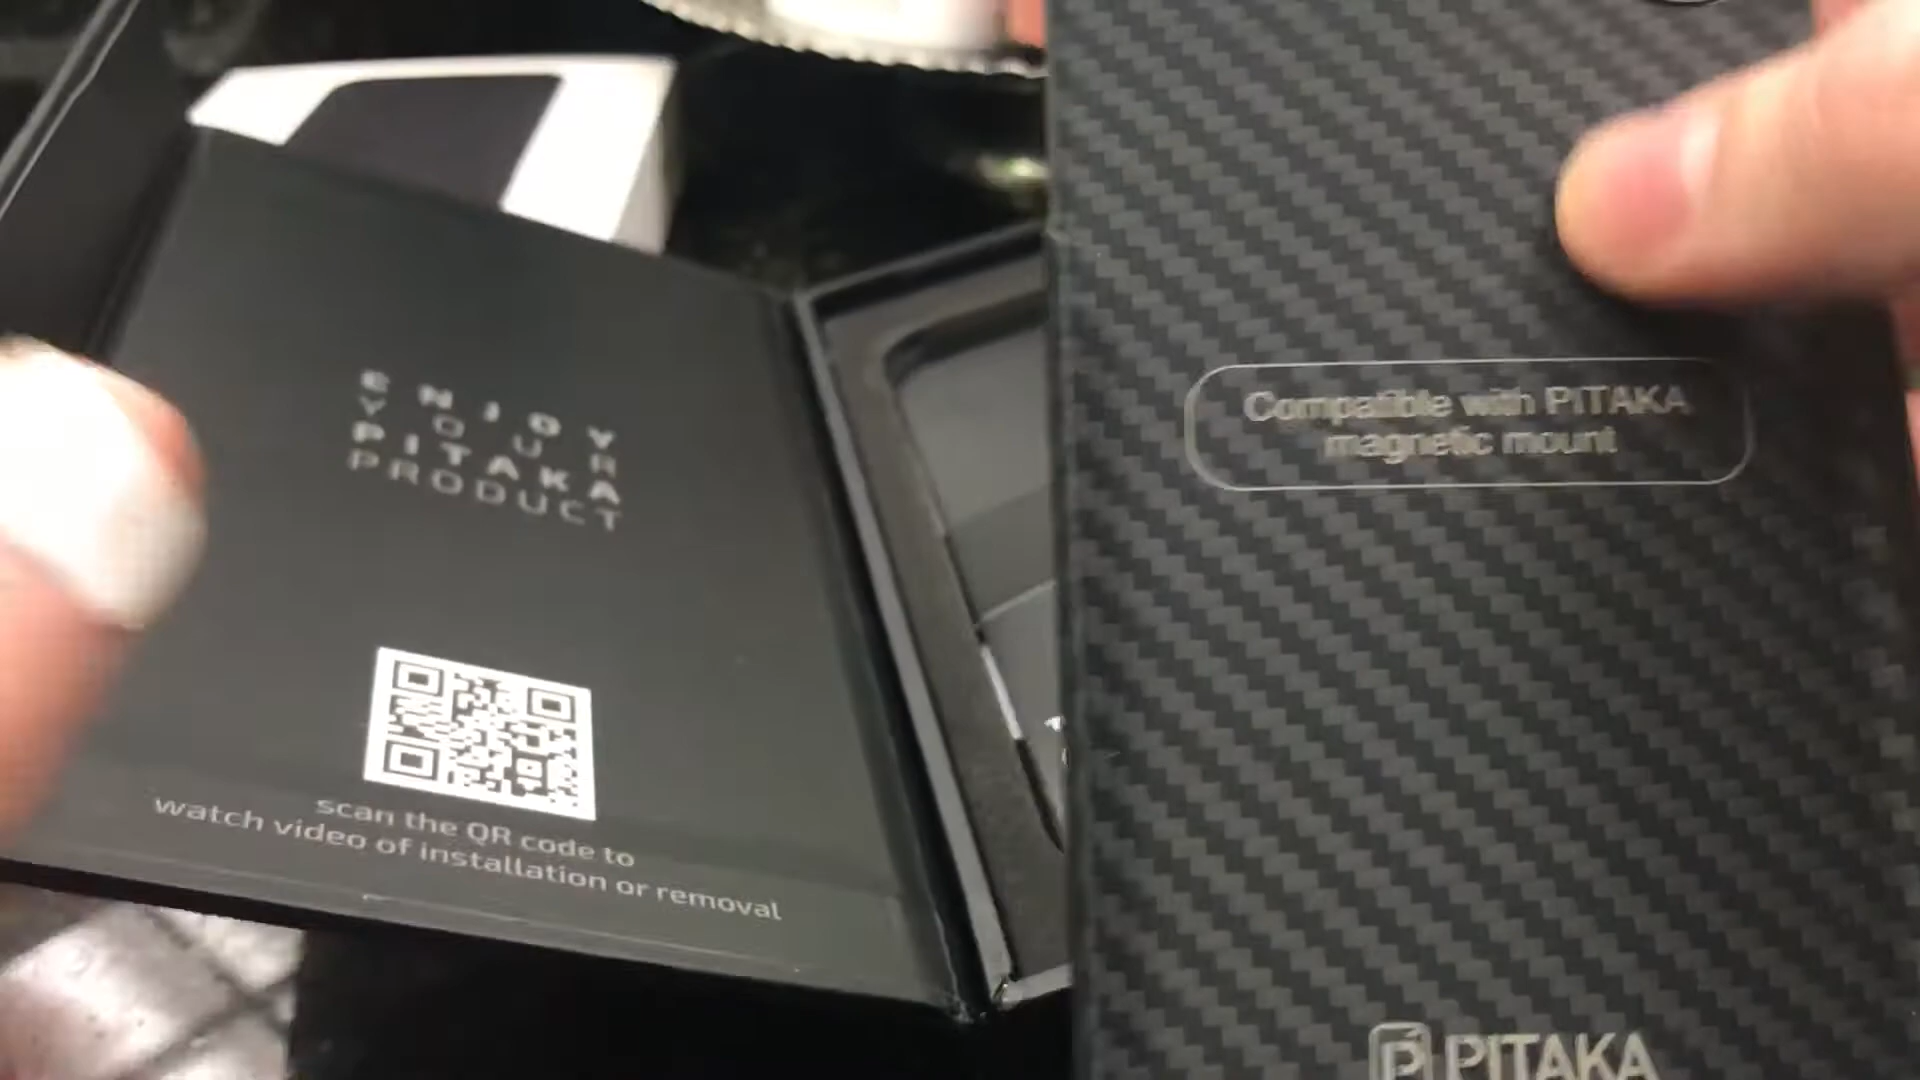 ENJOY
YOUR
PITAKA
PRODUCT
scan the QR code to
watch video of installation or removal
Compatible with PITAKA
magnetic mount
PITAKA